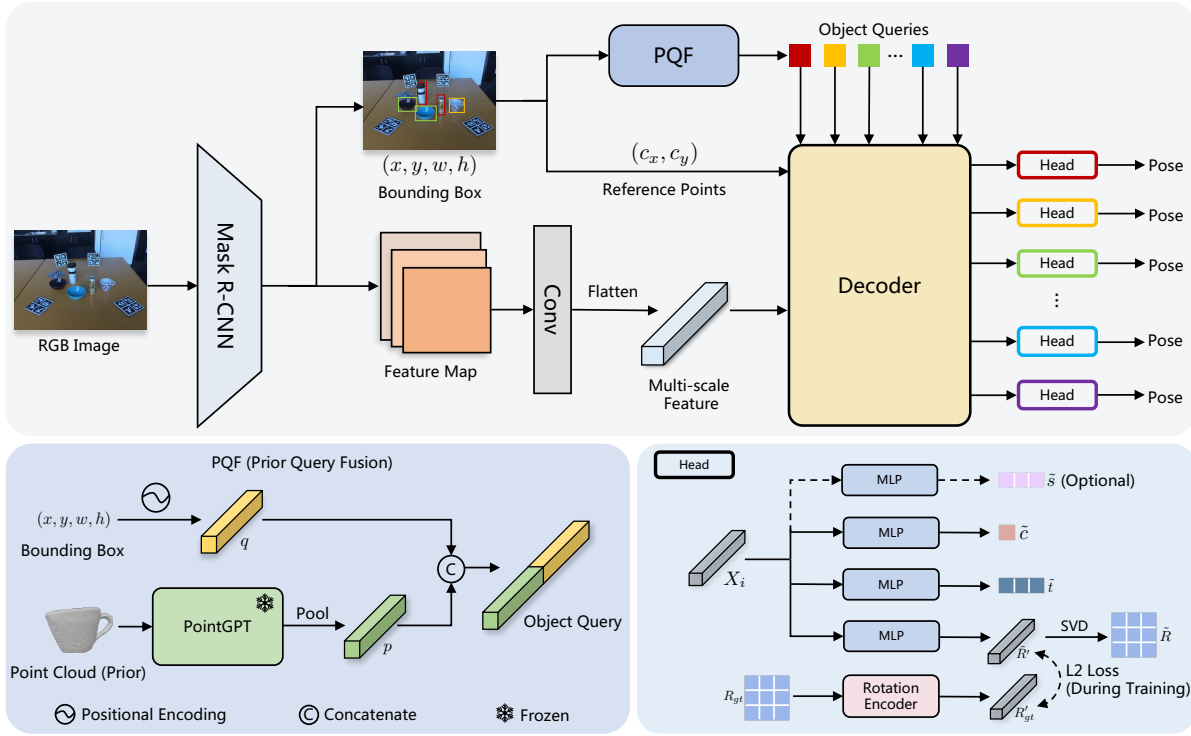 Object Queries
PQF
...
(x, y, w, h)
Bounding Box
(c_x, c_y)
Reference Points
Mask R-CNN
RGB Image
Feature Map
Conv
Flatten
Multi-scale
Feature
Decoder
Head
Pose
Head
Pose
Head
Pose
...
Head
Pose
Head
Pose
PQF (Prior Query Fusion)
(x, y, w, h)
Bounding Box
q
C
Object Query
PointGPT
Pool
p
Point Cloud (Prior)
Positional Encoding
C Concatenate
Frozen
Head
X_i
MLP
s̃ (Optional)
MLP
c̃
MLP
t̃
MLP
R̃′
SVD
R̃
L2 Loss
(During Training)
R_{gt}
Rotation
Encoder
R′_{gt}